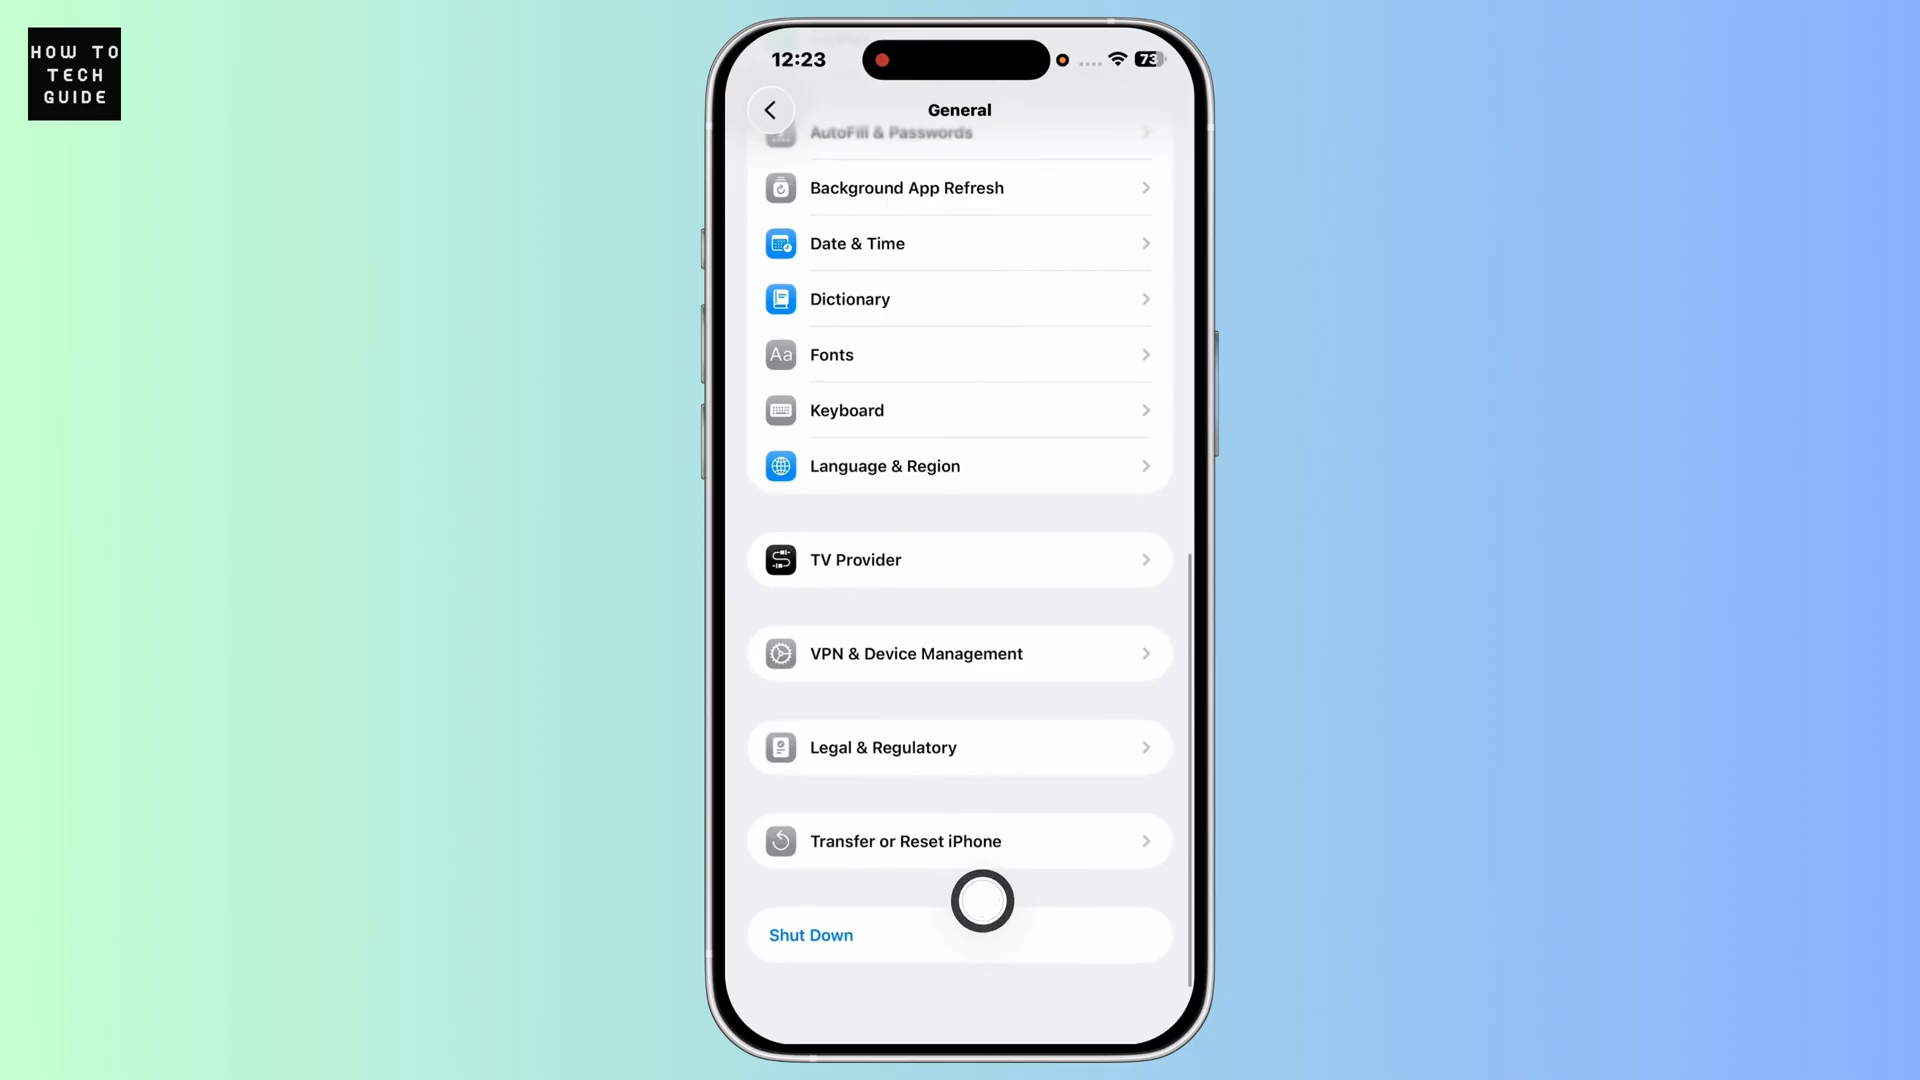 HOW TO
TECH
GUIDE
12:23
73
General
AutoFill & Passwords
Background App Refresh
Date & Time
Dictionary
Aa
Fonts
Keyboard
Language & Region
TV Provider
VPN & Device Management
Legal & Regulatory
Transfer or Reset iPhone
Shut Down